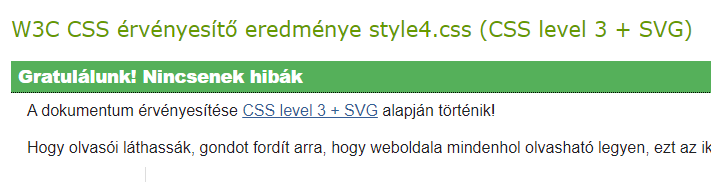 W3C CSS érvényesítő eredménye style4.css (CSS level 3 + SVG)
Gratulálunk! Nincsenek hibák
A dokumentum érvényesítése CSS level 3 + SVG alapján történik!
Hogy olvasói láthassák, gondot fordít arra, hogy weboldala mindenhol olvasható legyen, ezt az ik